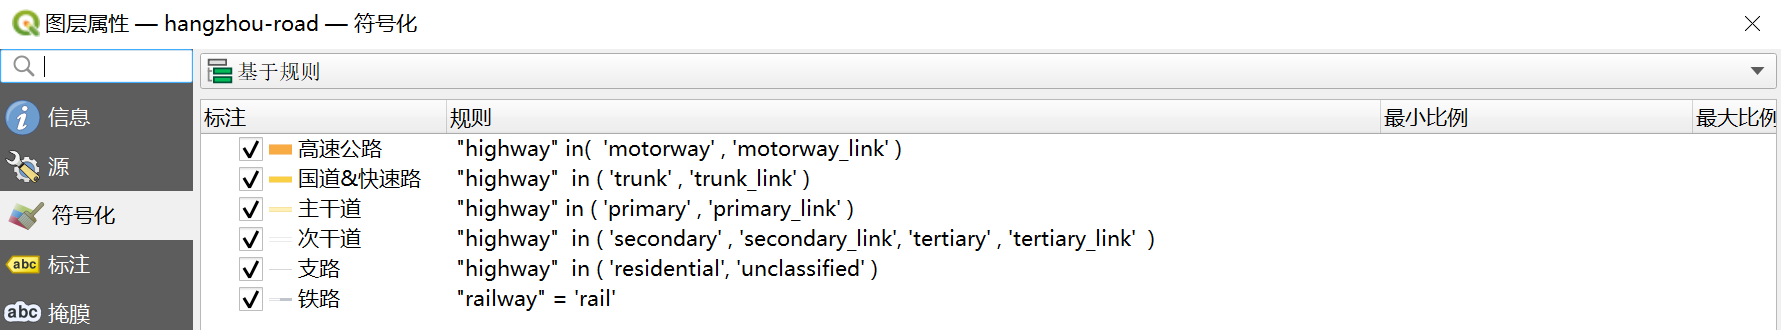 图层属性 — hangzhou-road — 符号化
信息
源
符号化
标注
掩膜
基于规则
标注 规则 最小比例 最大比例
高速公路 "highway" in( 'motorway' , 'motorway_link' )
国道&快速路 "highway" in ( 'trunk' , 'trunk_link' )
主干道 "highway" in ( 'primary' , 'primary_link' )
次干道 "highway" in ( 'secondary' , 'secondary_link', 'tertiary' , 'tertiary_link' )
支路 "highway" in ( 'residential', 'unclassified' )
铁路 "railway" = 'rail'
abc
abc